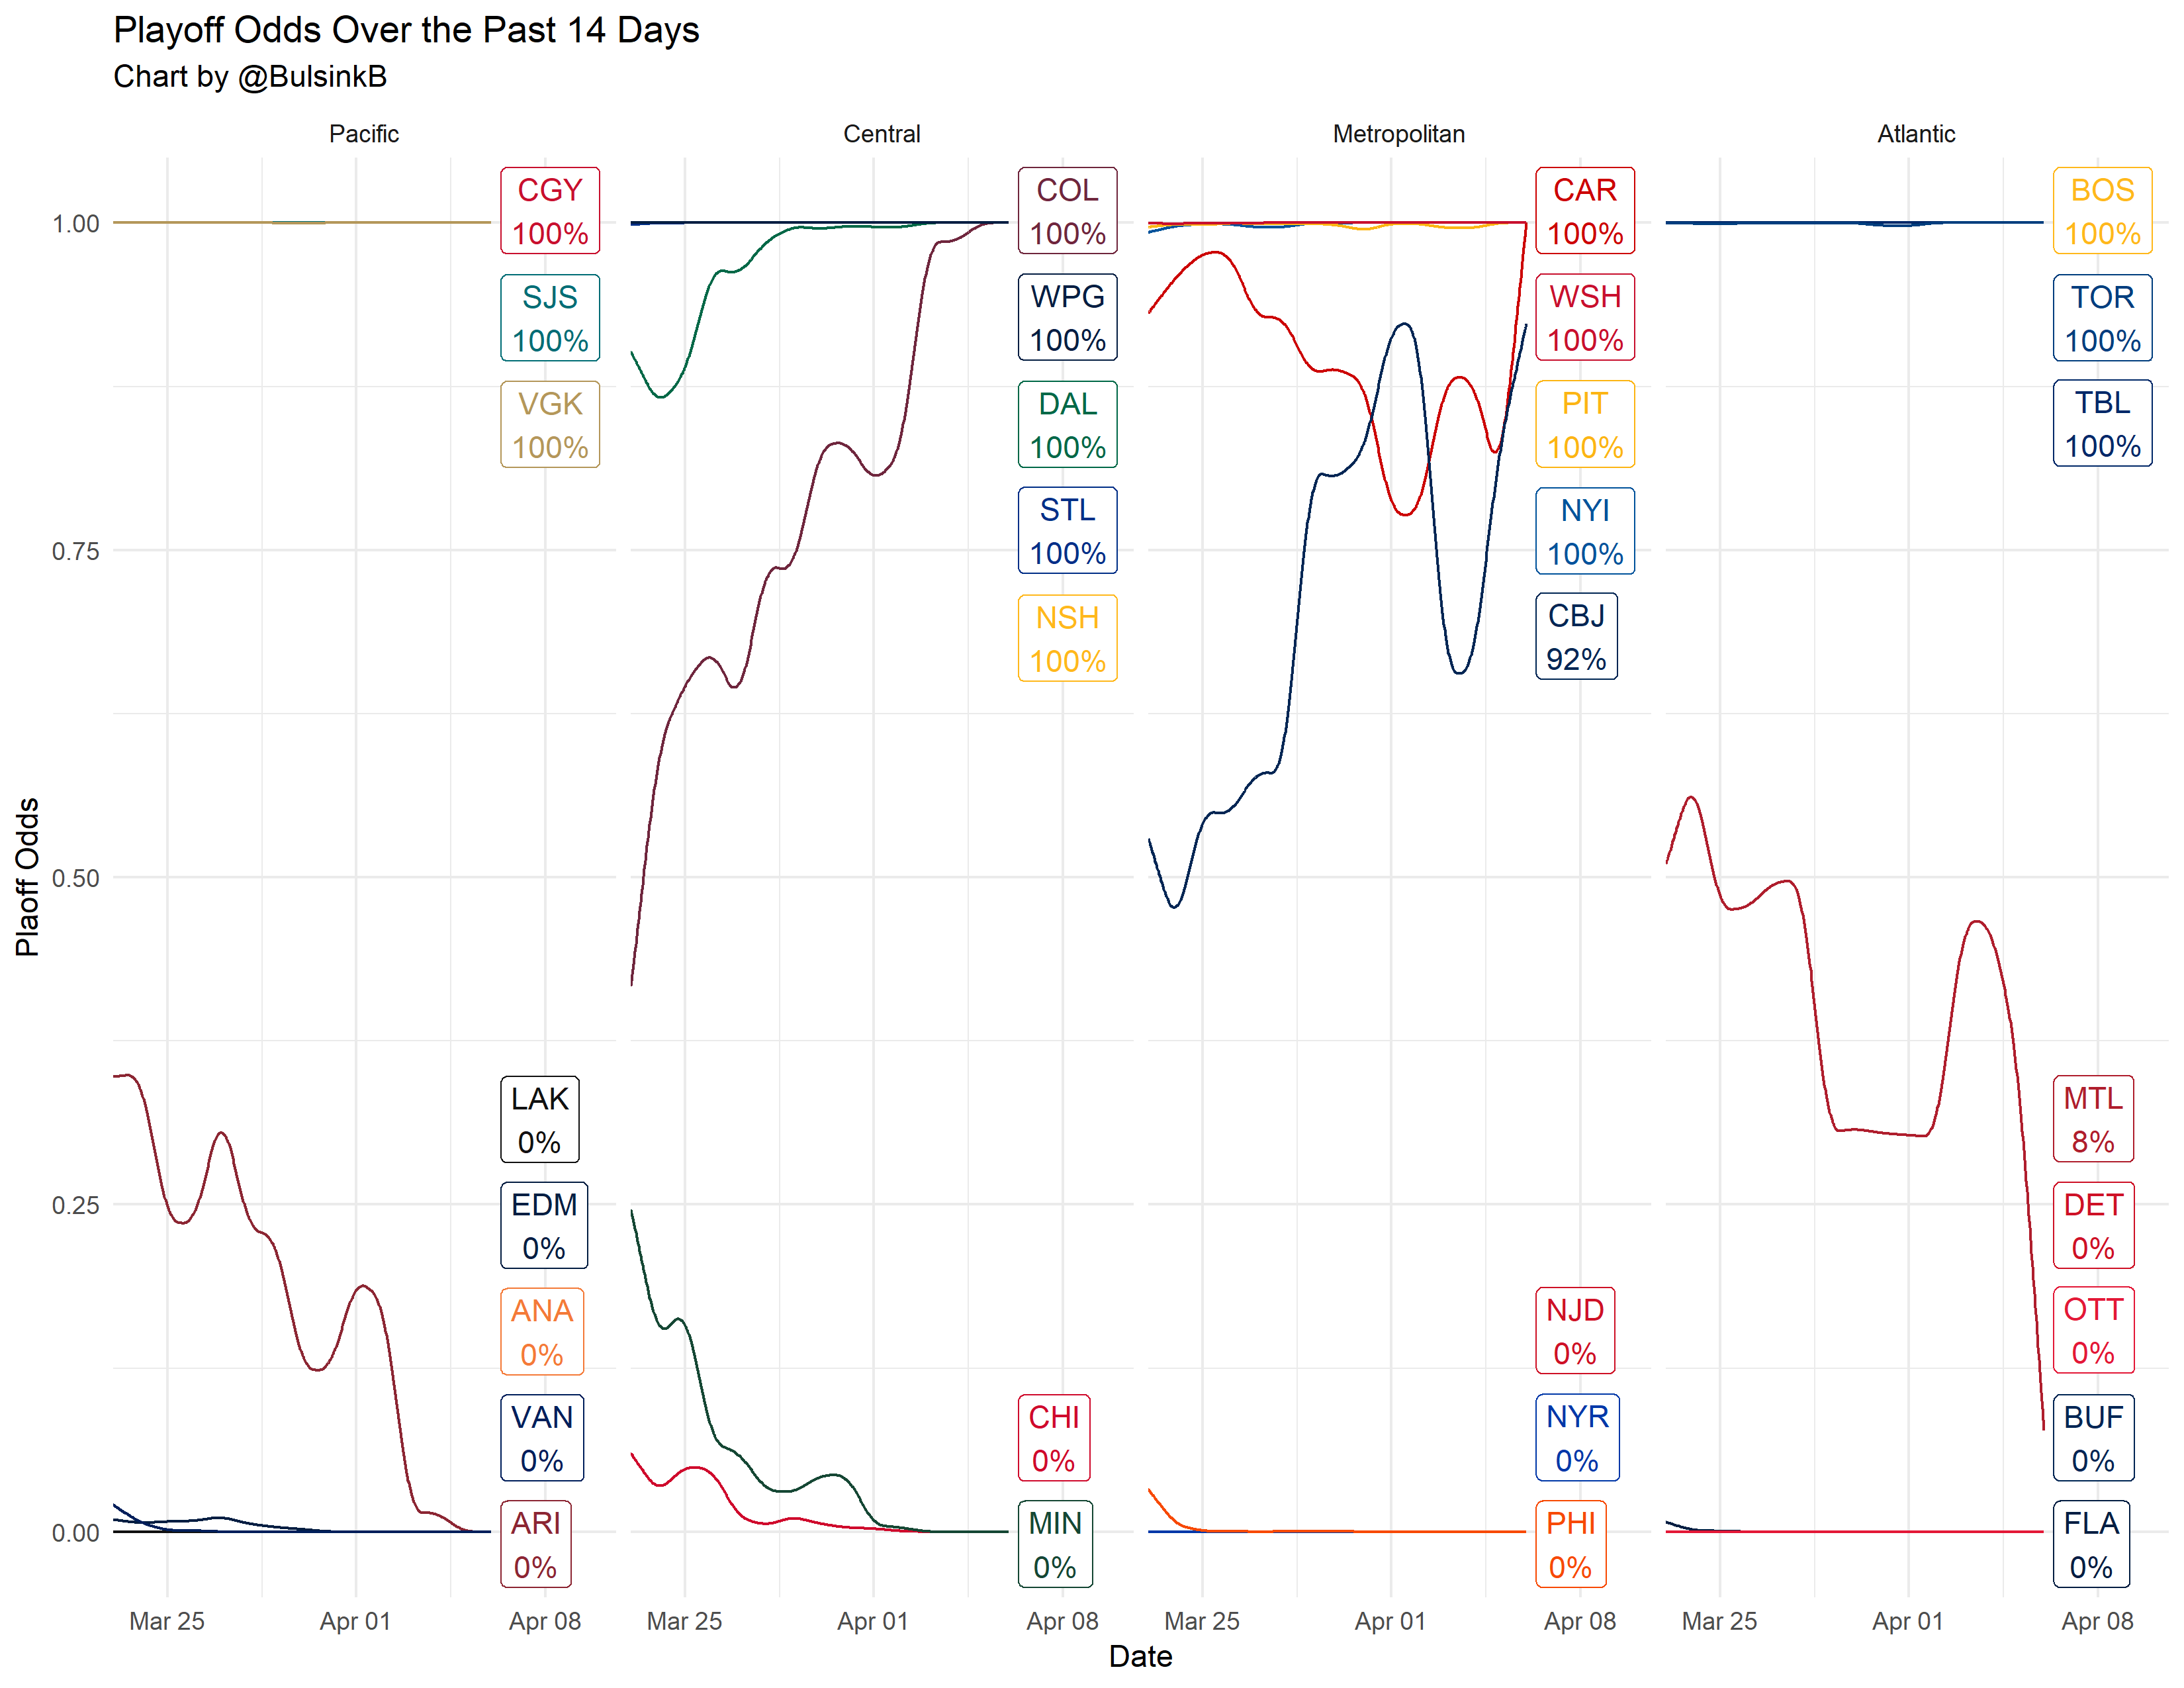 Playoff Odds Over the Past 14 Days
Chart by @BulsinkB
Pacific
Central
Metropolitan
Atlantic
Plaoff Odds
1.00
0.75
0.50
0.25
0.00
CGY
100%
SJS
100%
VGK
100%
LAK
0%
EDM
0%
ANA
0%
VAN
0%
ARI
0%
COL
100%
WPG
100%
DAL
100%
STL
100%
NSH
100%
CHI
0%
MIN
0%
CAR
100%
WSH
100%
PIT
100%
NYI
100%
CBJ
92%
NJD
0%
NYR
0%
PHI
0%
BOS
100%
TOR
100%
TBL
100%
MTL
8%
DET
0%
OTT
0%
BUF
0%
FLA
0%
Mar 25 Apr 01 Apr 08
Mar 25 Apr 01 Apr 08
Mar 25 Apr 01 Apr 08
Mar 25 Apr 01 Apr 08
Date